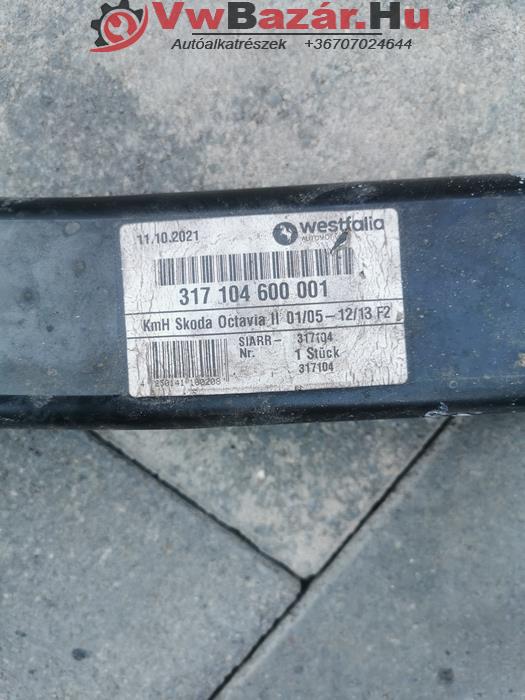 VwBazár.Hu
Autóalkatrészek +36707024644
11.10.2021
westfalia
AUTOMOTIVE
317 104 600 001
KmH Skoda Octavia II 01/05 – 12/13 F2
SIARR- 317104
Nr. 1 Stück
317104